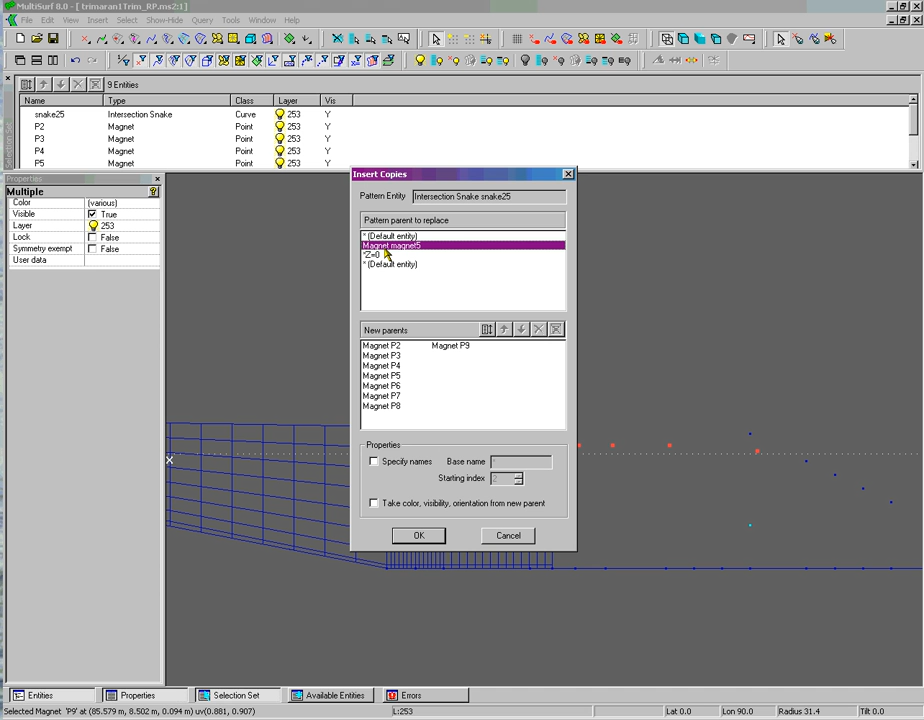 MultiSurf 8.0 - [ trimaran1Trim_RP.ms2:1 ]
File Edit View Insert Select Show-Hide Query Tools Window Help
9 Entities
Name Type Class Layer Vis
snake25 Intersection Snake Curve 253 Y
P2 Magnet Point 253 Y
P3 Magnet Point 253 Y
P4 Magnet Point 253 Y
P5 Magnet Point 253 Y
Selection Set
Properties
Multiple
Color (various)
Visible True
Layer 253
Lock False
Symmetry exempt False
User data
Insert Copies
Pattern Entity Intersection Snake snake25
Pattern parent to replace
* (Default entity)
Magnet magnet5
*Z=0
* (Default entity)
New parents
Magnet P2 Magnet P9
Magnet P3
Magnet P4
Magnet P5
Magnet P6
Magnet P7
Magnet P8
Properties
Specify names Base name
Starting index 2
Take color, visibility, orientation from new parent
OK Cancel
Entities Properties Selection Set Available Entities Errors
Selected Magnet 'P9' at (85.579 m, 8.502 m, 0.094 m) uv(0.881, 0.907) L:253 Lat 0.0 Lon 90.0 Radius 31.4 Tilt 0.0